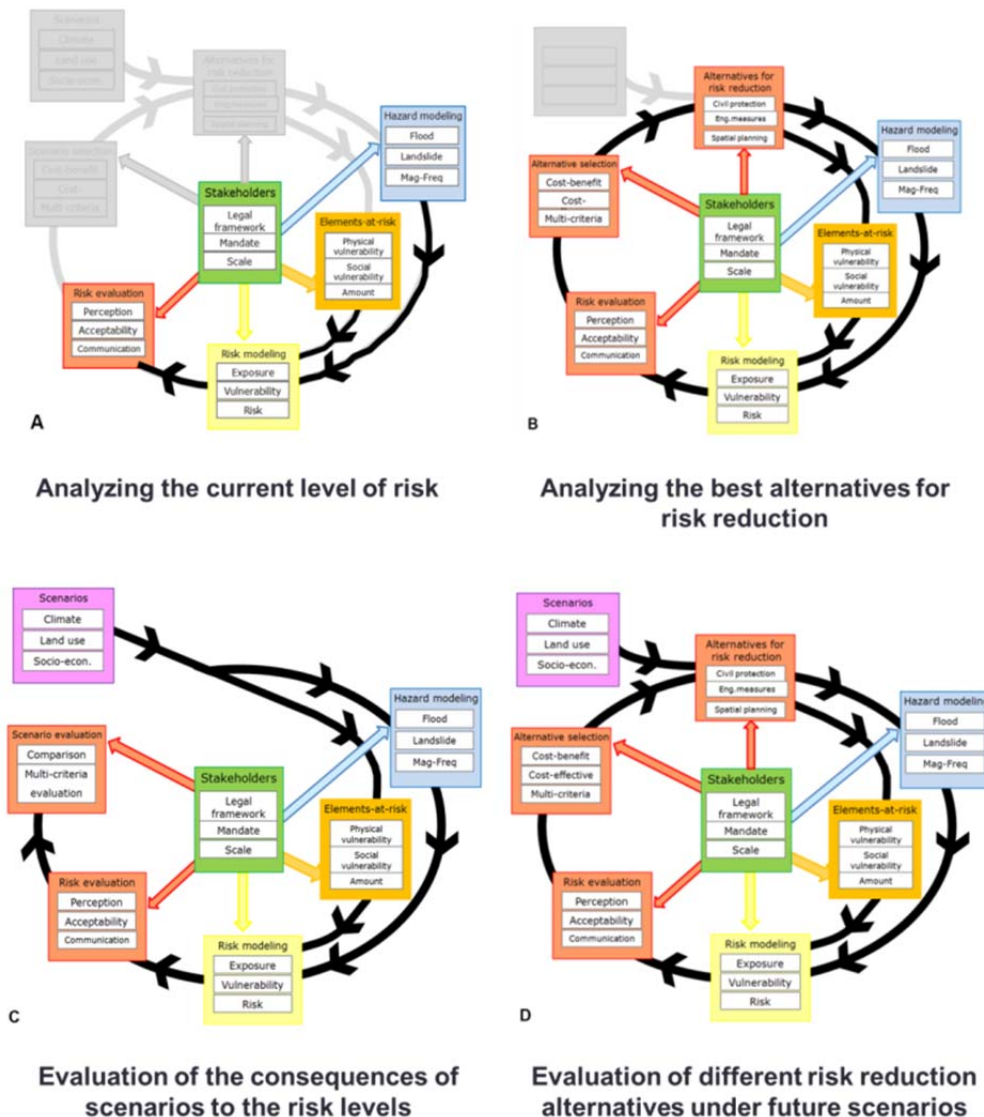 Scenarios
Climate
Land use
Socio-econ.
Alternatives for
risk reduction
Civil protection
Eng.measures
Hazard modeling
Flood
Landslide
Mag-Freq
Cost-benefit
Cost-
Multi-criteria
Stakeholders
Legal
framework
Mandate
Scale
Elements-at-risk
Physical
vulnerability
Social
vulnerability
Amount
Risk evaluation
Perception
Acceptability
Communication
Risk modeling
Exposure
Vulnerability
Risk
A
Analyzing the current level of risk
Alternatives for
risk reduction
Civil protection
Eng.measures
Spatial planning
Hazard modeling
Flood
Landslide
Mag-Freq
Alternative selection
Cost-benefit
Cost-
Multi-criteria
Stakeholders
Legal
framework
Mandate
Scale
Elements-at-risk
Physical
vulnerability
Social
vulnerability
Amount
Risk evaluation
Perception
Acceptability
Communication
Risk modeling
Exposure
Vulnerability
Risk
B
Analyzing the best alternatives for
risk reduction
Scenarios
Climate
Land use
Socio-econ.
Hazard modeling
Flood
Landslide
Mag-Freq
Scenario evaluation
Comparison
Multi-criteria
evaluation
Stakeholders
Legal
framework
Mandate
Scale
Elements-at-risk
Physical
vulnerability
Social
vulnerability
Amount
Risk evaluation
Perception
Acceptability
Communication
Risk modeling
Exposure
Vulnerability
Risk
C
Evaluation of the consequences of
scenarios to the risk levels
Scenarios
Climate
Land use
Socio-econ.
Alternatives for
risk reduction
Civil protection
Eng.measures
Spatial planning
Hazard modeling
Flood
Landslide
Mag-Freq
Alternative selection
Cost-benefit
Cost-effective
Multi-criteria
Stakeholders
Legal
framework
Mandate
Scale
Elements-at-risk
Physical
vulnerability
Social
vulnerability
Amount
Risk evaluation
Perception
Acceptability
Communication
Risk modeling
Exposure
Vulnerability
Risk
D
Evaluation of different risk reduction
alternatives under future scenarios